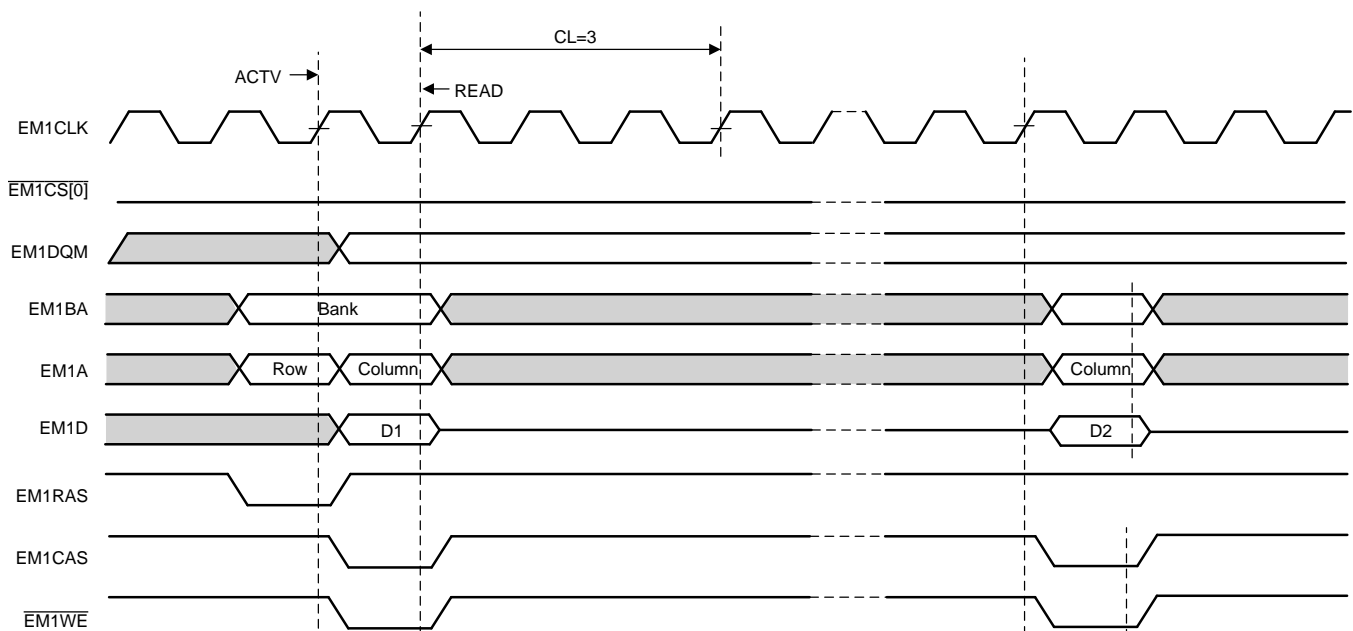 CL=3
ACTV
READ
EM1CLK
EM1CS[0]
EM1DQM
EM1BA
Bank
EM1A
Row
Column
Column
EM1D
D1
D2
EM1RAS
EM1CAS
EM1WE